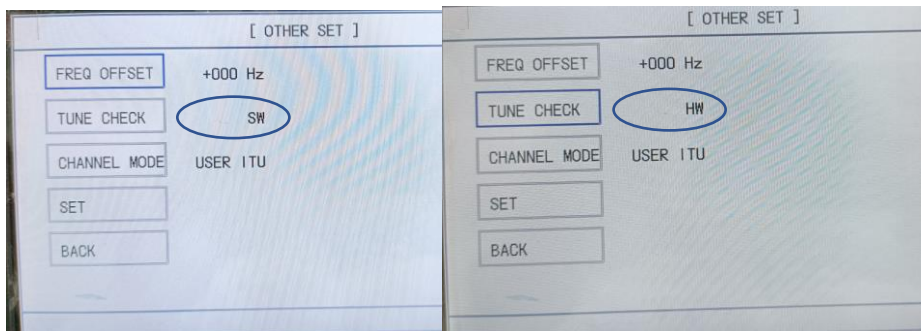 [ OTHER SET ]
FREQ OFFSET +000 Hz
TUNE CHECK SW
CHANNEL MODE USER ITU
SET
BACK
[ OTHER SET ]
FREQ OFFSET +000 Hz
TUNE CHECK HW
CHANNEL MODE USER ITU
SET
BACK